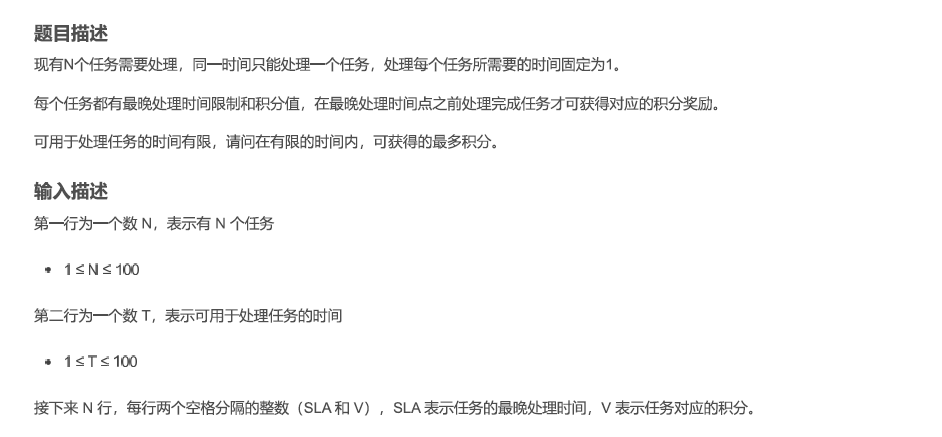 题目描述
现有N个任务需要处理，同一时间只能处理一个任务，处理每个任务所需要的时间固定为1。
每个任务都有最晚处理时间限制和积分值，在最晚处理时间点之前处理完成任务才可获得对应的积分奖励。
可用于处理任务的时间有限，请问在有限的时间内，可获得的最多积分。
输入描述
第一行为一个数 N，表示有 N 个任务
• 1 ≤ N ≤ 100
第二行为一个数 T，表示可用于处理任务的时间
• 1 ≤ T ≤ 100
接下来 N 行，每行两个空格分隔的整数（SLA 和 V），SLA 表示任务的最晚处理时间，V 表示任务对应的积分。